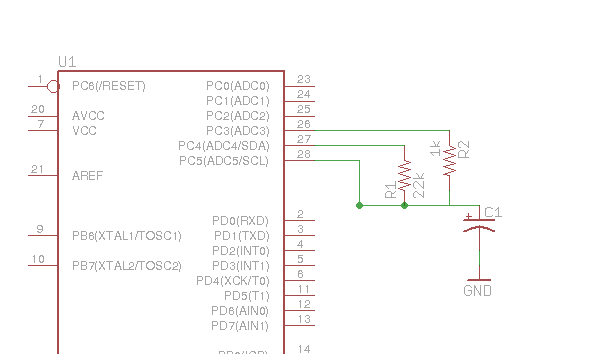 U1
1 PC6(/RESET) PC0(ADC0) 23
PC1(ADC1) 24
20 AVCC PC2(ADC2) 25
7 VCC PC3(ADC3) 26
PC4(ADC4/SDA) 27
PC5(ADC5/SCL) 28
21 AREF
1k R2
R1 22k
PD0(RXD) 2
9 PB6(XTAL1/TOSC1) PD1(TXD) 3
PD2(INT0) 4
10 PB7(XTAL2/TOSC2) PD3(INT1) 5
PD4(XCK/T0) 6
PD5(T1) 11
PD6(AIN0) 12
PD7(AIN1) 13
14
+ C1
GND